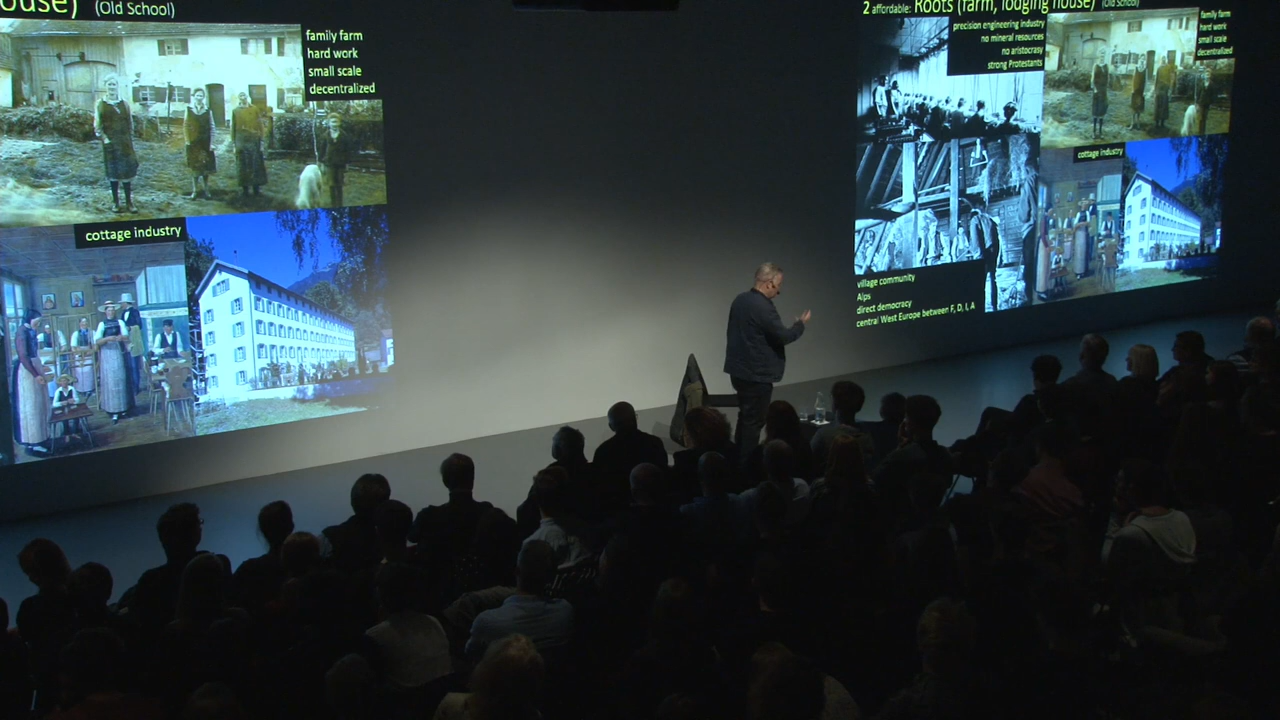 ouse) (Old School)
family farm
hard work
small scale
decentralized
cottage industry
2 affordable: Roots (farm, lodging house) (Old School)
precision engineering industry
no mineral resources
no aristocrasy
strong Protestants
family farm
hard work
small scale
decentralized
cottage industry
village community
Alps
direct democracy
central West Europe between F, D, I, A